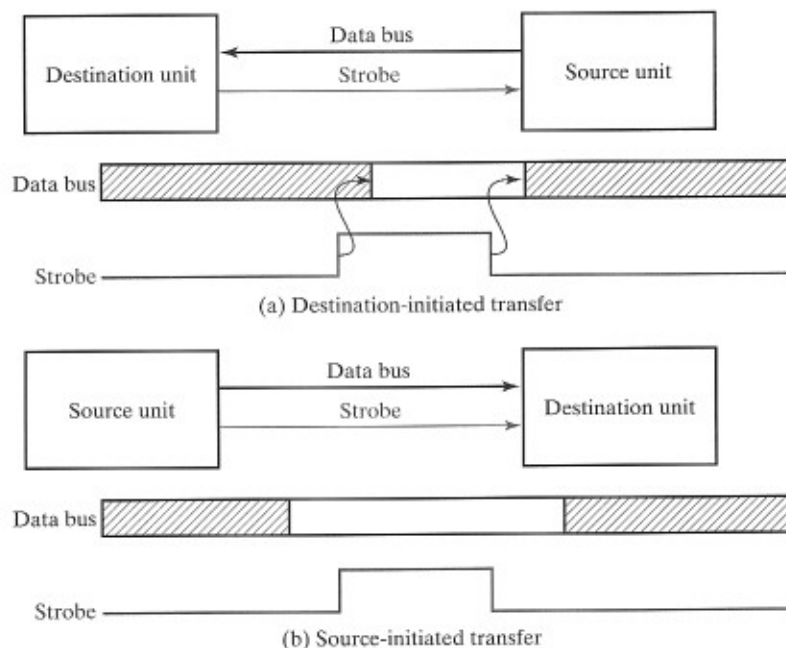 Data bus
Destination unit
Source unit
Strobe
Data bus
Strobe
(a) Destination-initiated transfer
Data bus
Source unit
Destination unit
Strobe
Data bus
Strobe
(b) Source-initiated transfer